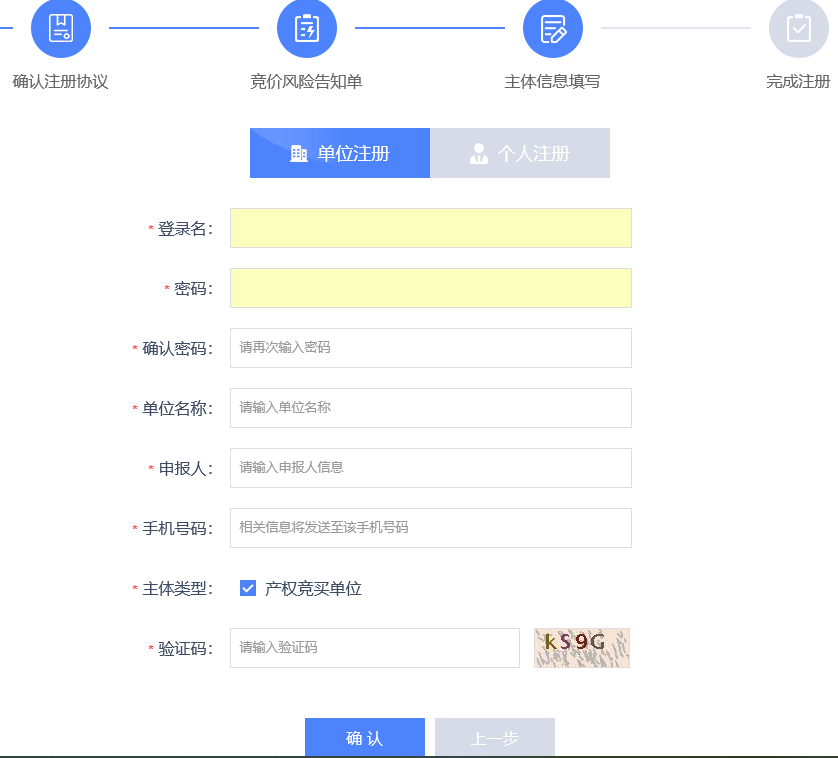 确认注册协议 竞价风险告知单 主体信息填写 完成注册
单位注册 个人注册
* 登录名：
* 密码：
* 确认密码： 请再次输入密码
* 单位名称： 请输入单位名称
* 申报人： 请输入申报人信息
* 手机号码： 相关信息将发送至该手机号码
* 主体类型： 产权竞买单位
* 验证码： 请输入验证码 kS9G
确 认 上一步